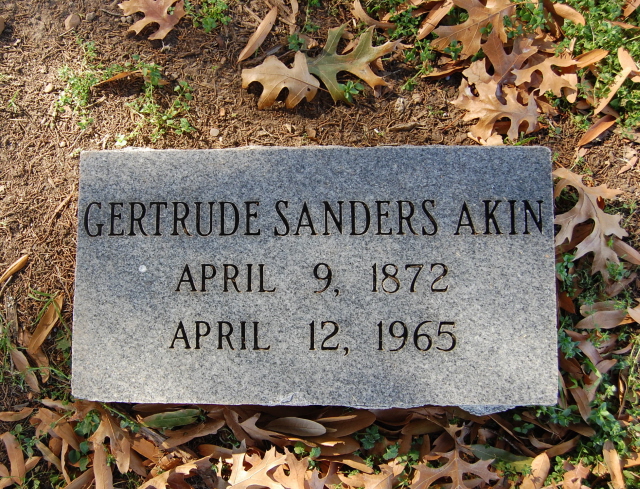 GERTRUDE SANDERS AKIN
APRIL 9, 1872
APRIL 12, 1965